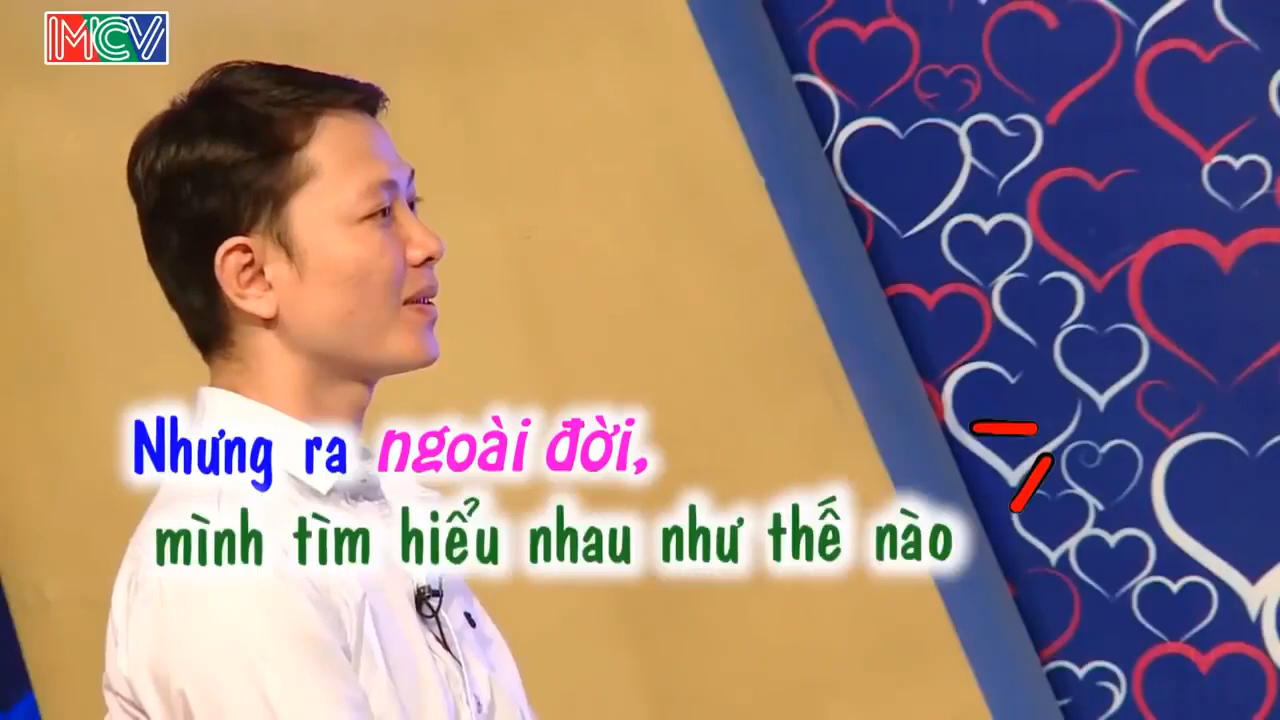 MCV
Nhưng ra ngoài đời,
mình tìm hiểu nhau như thế nào